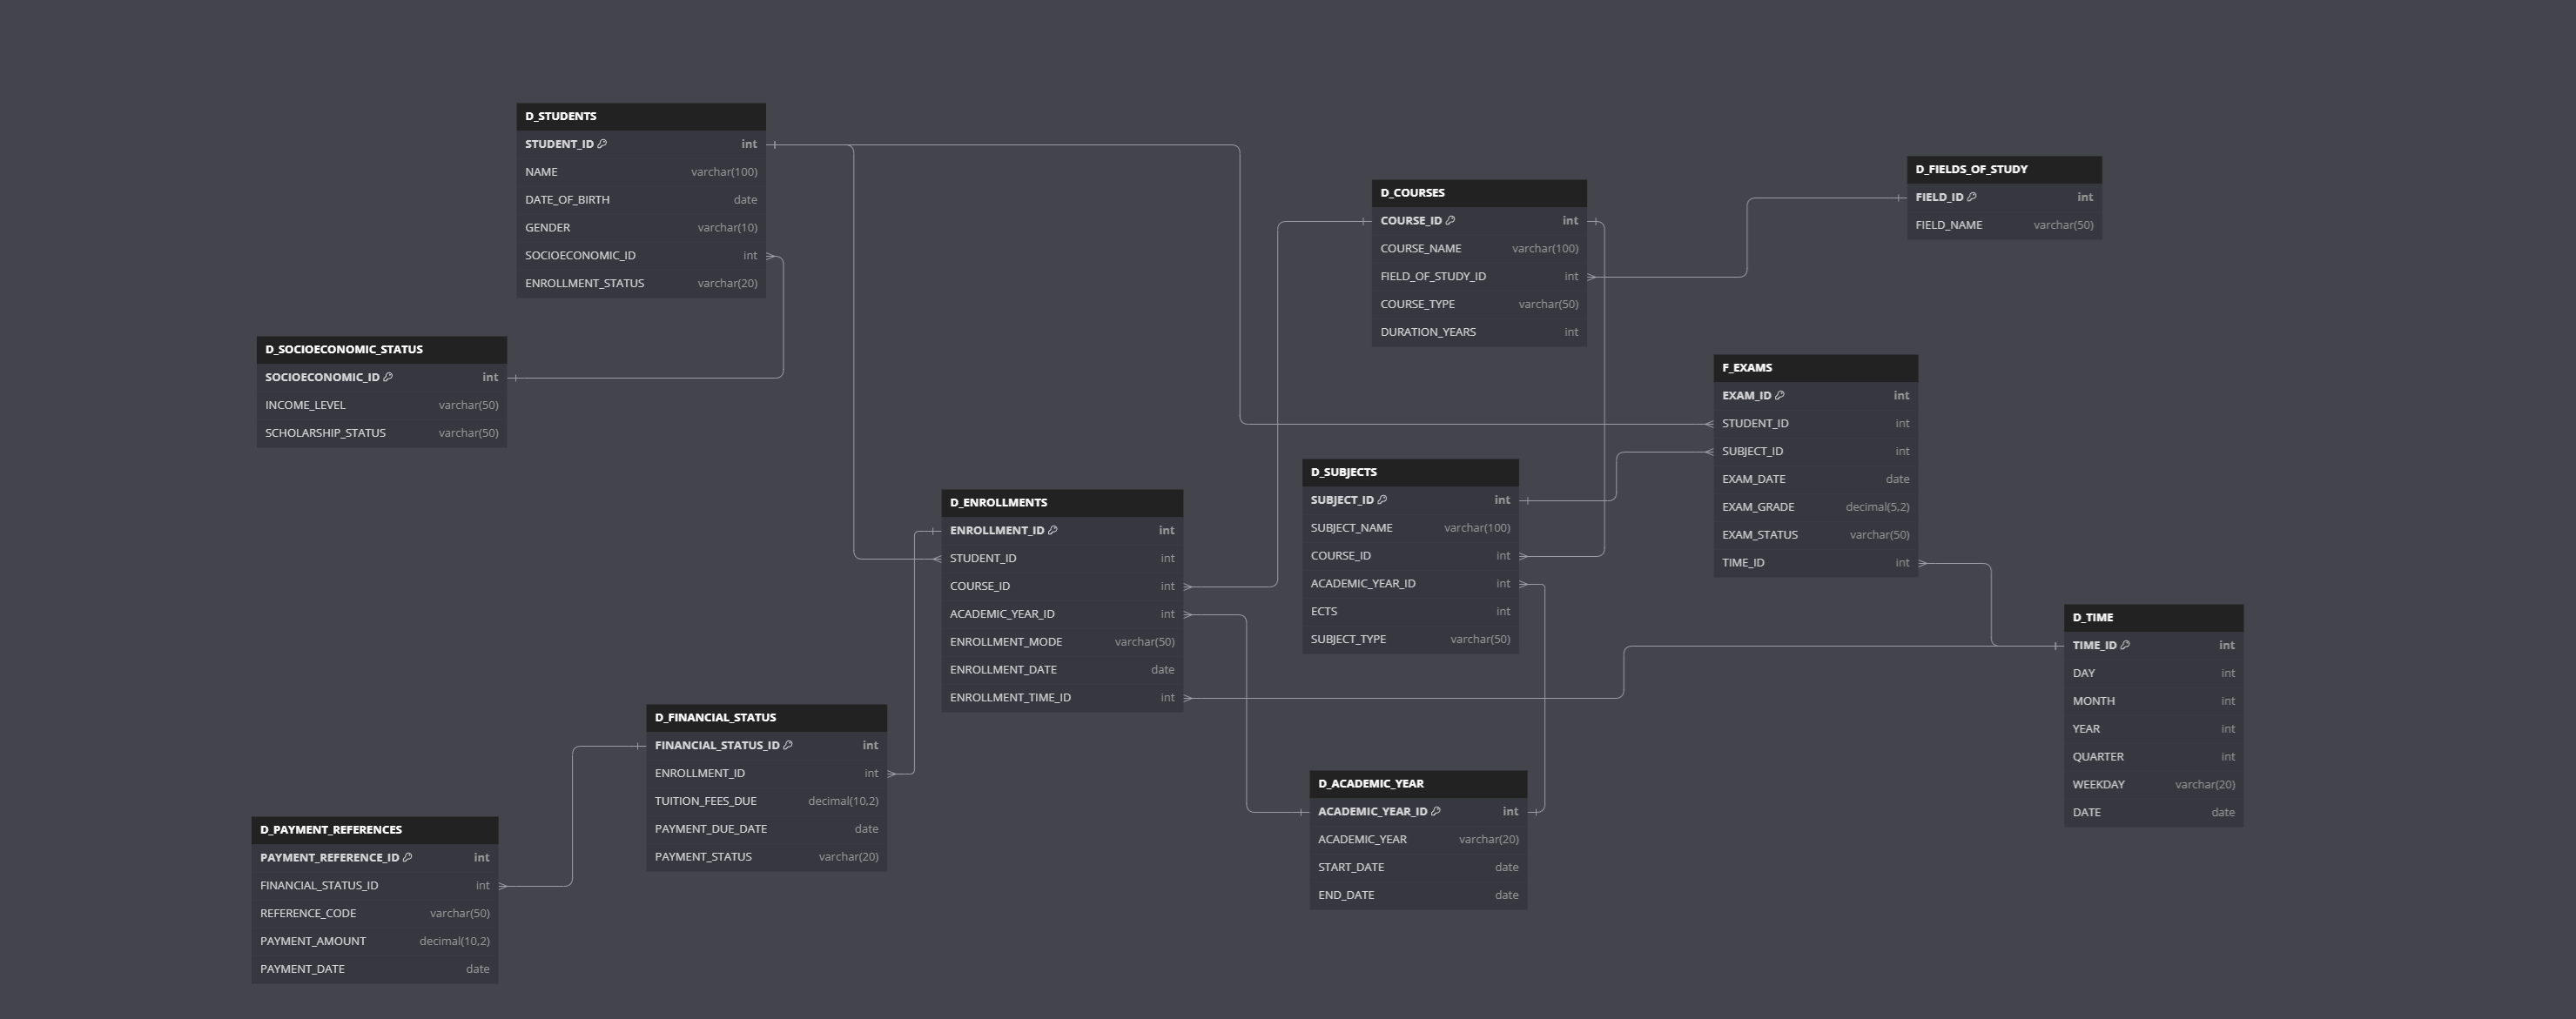 D_STUDENTS
STUDENT_ID int
NAME varchar(100)
DATE_OF_BIRTH date
GENDER varchar(10)
SOCIOECONOMIC_ID int
ENROLLMENT_STATUS varchar(20)
D_SOCIOECONOMIC_STATUS
SOCIOECONOMIC_ID int
INCOME_LEVEL varchar(50)
SCHOLARSHIP_STATUS varchar(50)
D_COURSES
COURSE_ID int
COURSE_NAME varchar(100)
FIELD_OF_STUDY_ID int
COURSE_TYPE varchar(50)
DURATION_YEARS int
D_FIELDS_OF_STUDY
FIELD_ID int
FIELD_NAME varchar(50)
F_EXAMS
EXAM_ID int
STUDENT_ID int
SUBJECT_ID int
EXAM_DATE date
EXAM_GRADE decimal(5,2)
EXAM_STATUS varchar(50)
TIME_ID int
D_SUBJECTS
SUBJECT_ID int
SUBJECT_NAME varchar(100)
COURSE_ID int
ACADEMIC_YEAR_ID int
ECTS int
SUBJECT_TYPE varchar(50)
D_ENROLLMENTS
ENROLLMENT_ID int
STUDENT_ID int
COURSE_ID int
ACADEMIC_YEAR_ID int
ENROLLMENT_MODE varchar(50)
ENROLLMENT_DATE date
ENROLLMENT_TIME_ID int
D_TIME
TIME_ID int
DAY int
MONTH int
YEAR int
QUARTER int
WEEKDAY varchar(20)
DATE date
D_FINANCIAL_STATUS
FINANCIAL_STATUS_ID int
ENROLLMENT_ID int
TUITION_FEES_DUE decimal(10,2)
PAYMENT_DUE_DATE date
PAYMENT_STATUS varchar(20)
D_ACADEMIC_YEAR
ACADEMIC_YEAR_ID int
ACADEMIC_YEAR varchar(20)
START_DATE date
END_DATE date
D_PAYMENT_REFERENCES
PAYMENT_REFERENCE_ID int
FINANCIAL_STATUS_ID int
REFERENCE_CODE varchar(50)
PAYMENT_AMOUNT decimal(10,2)
PAYMENT_DATE date